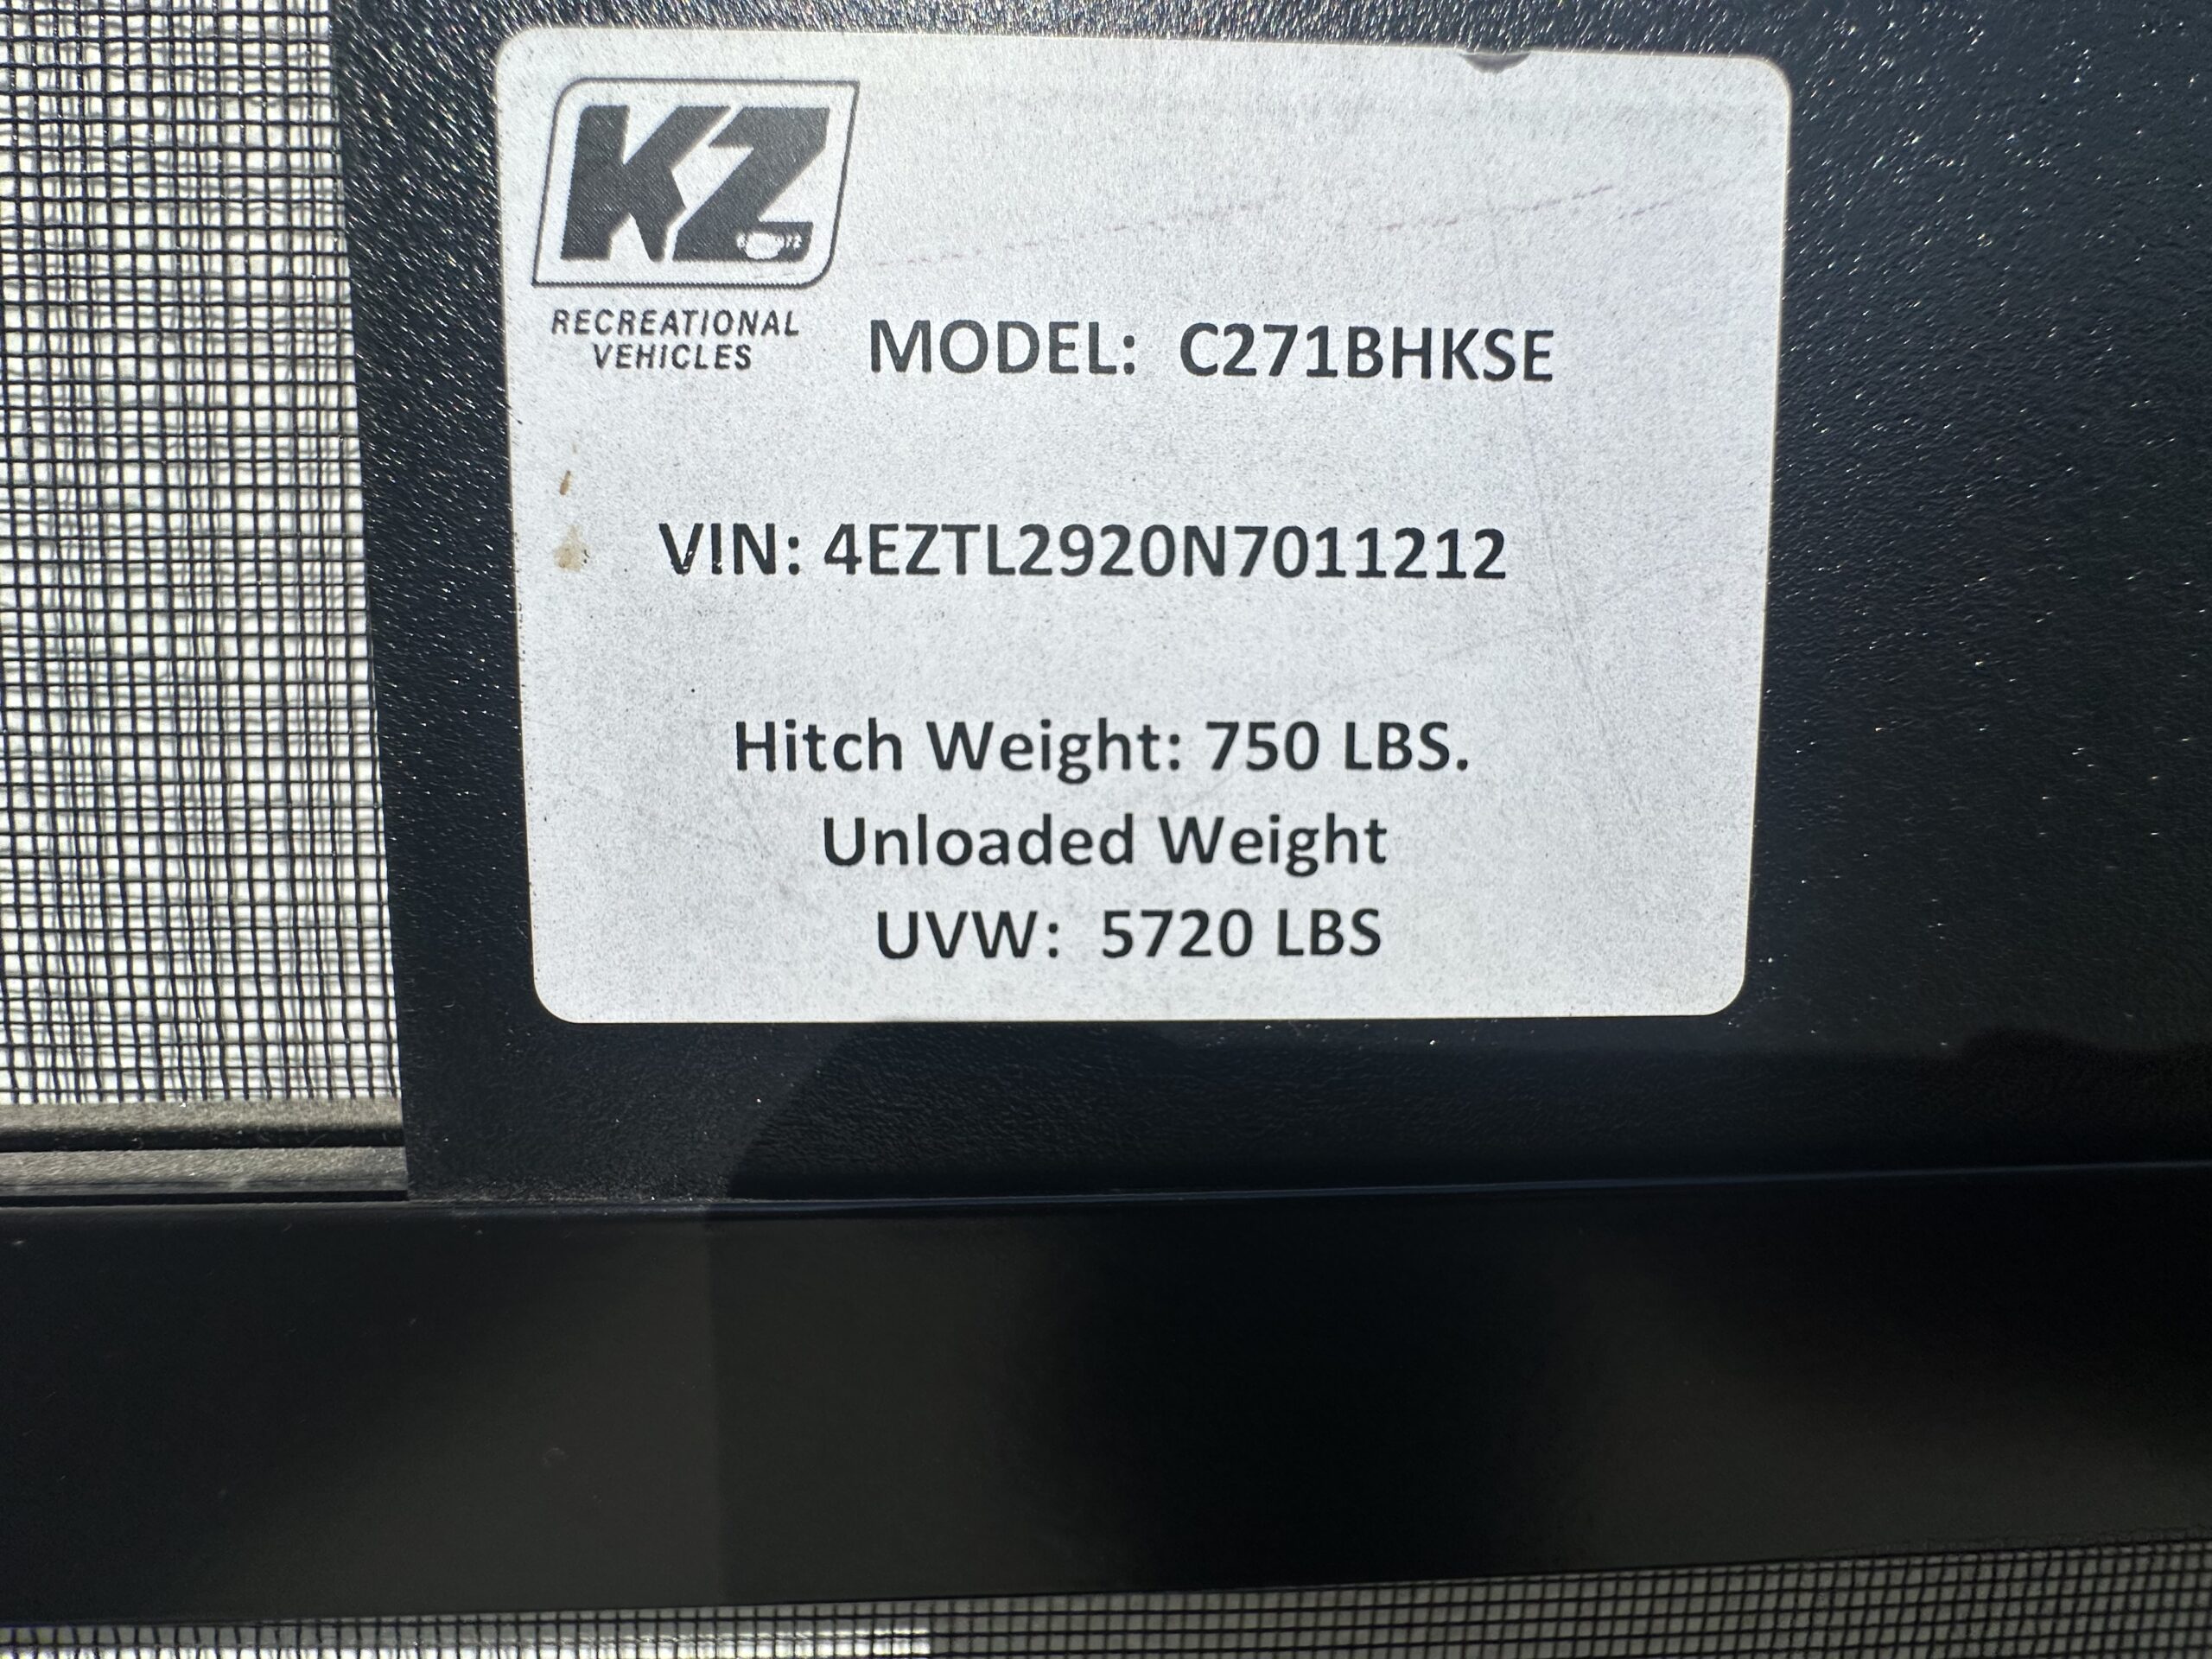 KZ
RECREATIONAL
VEHICLES
MODEL: C271BHKSE
VIN: 4EZTL2920N7011212
Hitch Weight: 750 LBS.
Unloaded Weight
UVW: 5720 LBS